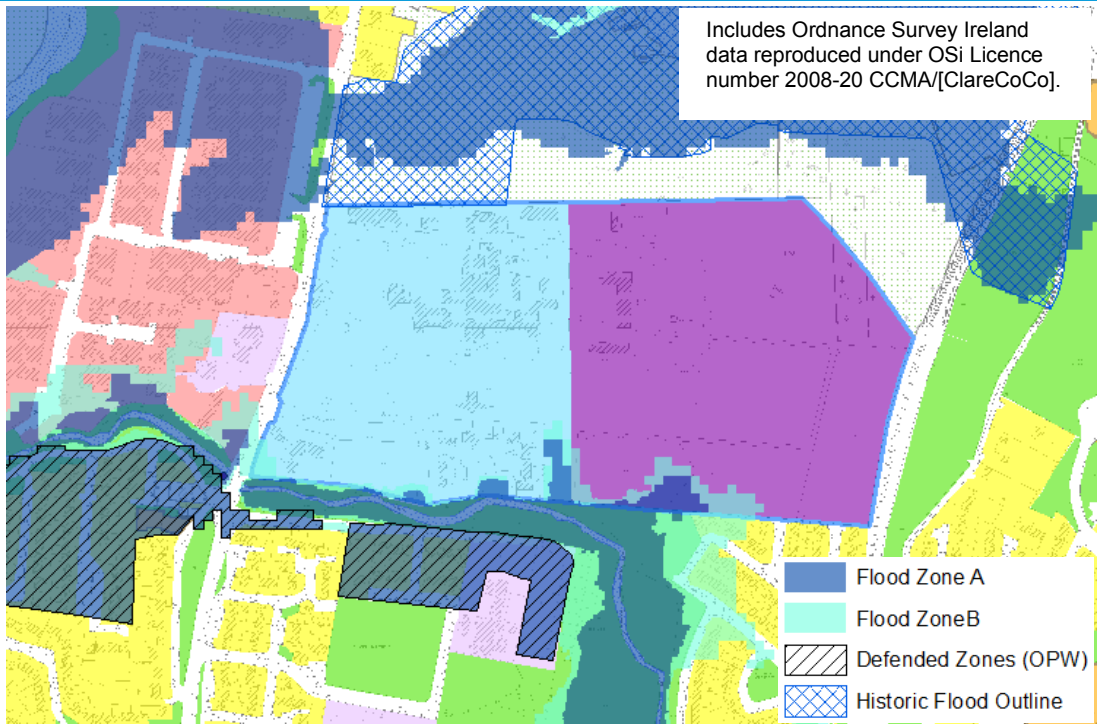 Includes Ordnance Survey Ireland
data reproduced under OSi Licence
number 2008-20 CCMA/[ClareCoCo].
Flood Zone A
Flood ZoneB
Defended Zones (OPW)
Historic Flood Outline